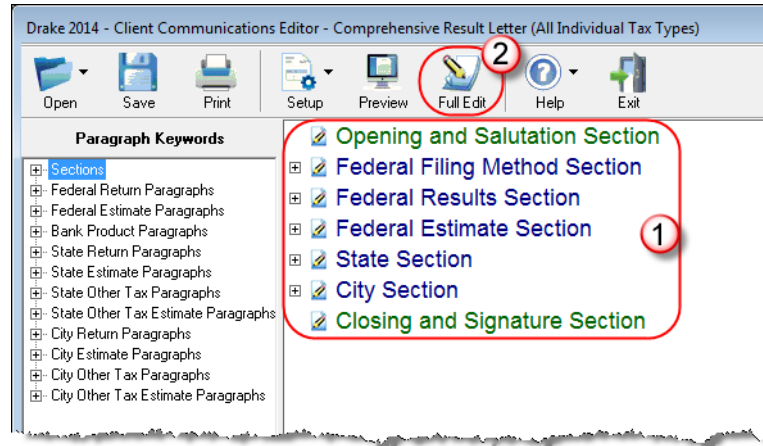 Drake 2014 - Client Communications Editor - Comprehensive Result Letter (All Individual Tax Types)
2
Open Save Print Setup Preview Full Edit Help Exit
Paragraph Keywords
Sections
Federal Return Paragraphs
Federal Estimate Paragraphs
Bank Product Paragraphs
State Return Paragraphs
State Estimate Paragraphs
State Other Tax Paragraphs
State Other Tax Estimate Paragraphs
City Return Paragraphs
City Estimate Paragraphs
City Other Tax Paragraphs
City Other Tax Estimate Paragraphs
Opening and Salutation Section
Federal Filing Method Section
Federal Results Section
Federal Estimate Section
1
State Section
City Section
Closing and Signature Section